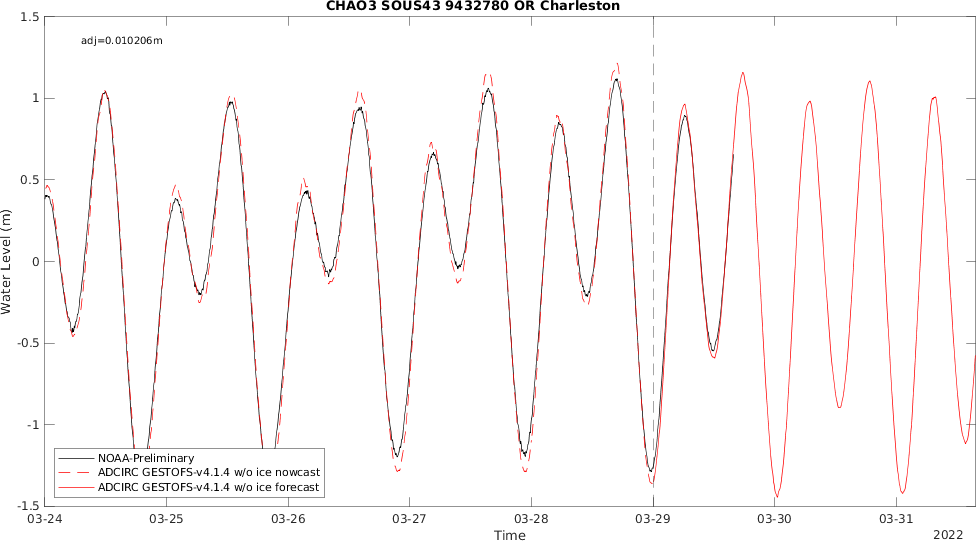 CHAO3 SOUS43 9432780 OR Charleston
adj=0.010206m
1.5
1
0.5
0
-0.5
-1
-1.5
Water Level (m)
NOAA-Preliminary
ADCIRC GESTOFS-v4.1.4 w/o ice nowcast
ADCIRC GESTOFS-v4.1.4 w/o ice forecast
03-24 03-25 03-26 03-27 03-28 03-29 03-30 03-31
Time
2022